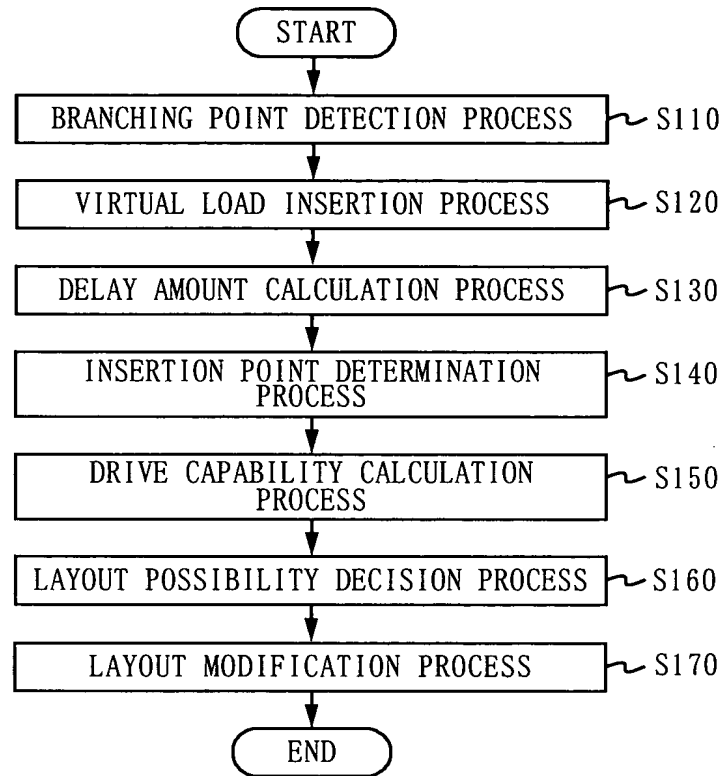 START
BRANCHING POINT DETECTION PROCESS
S110
VIRTUAL LOAD INSERTION PROCESS
S120
DELAY AMOUNT CALCULATION PROCESS
S130
INSERTION POINT DETERMINATION
PROCESS
S140
DRIVE CAPABILITY CALCULATION
PROCESS
S150
LAYOUT POSSIBILITY DECISION PROCESS
S160
LAYOUT MODIFICATION PROCESS
S170
END